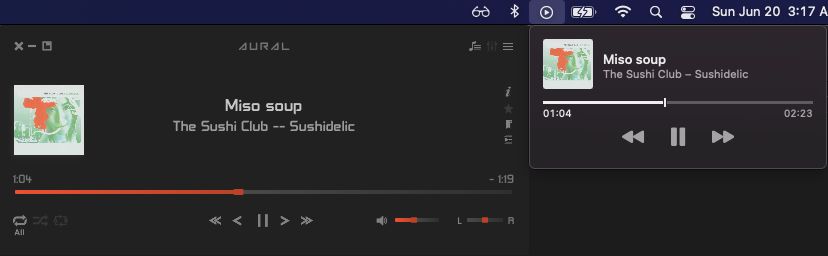 Sun Jun 20 3:17 A
AURAL
Miso soup
The Sushi Club -- Sushidelic
1:04
- 1:19
All
L
R
Miso soup
The Sushi Club – Sushidelic
01:04
02:23